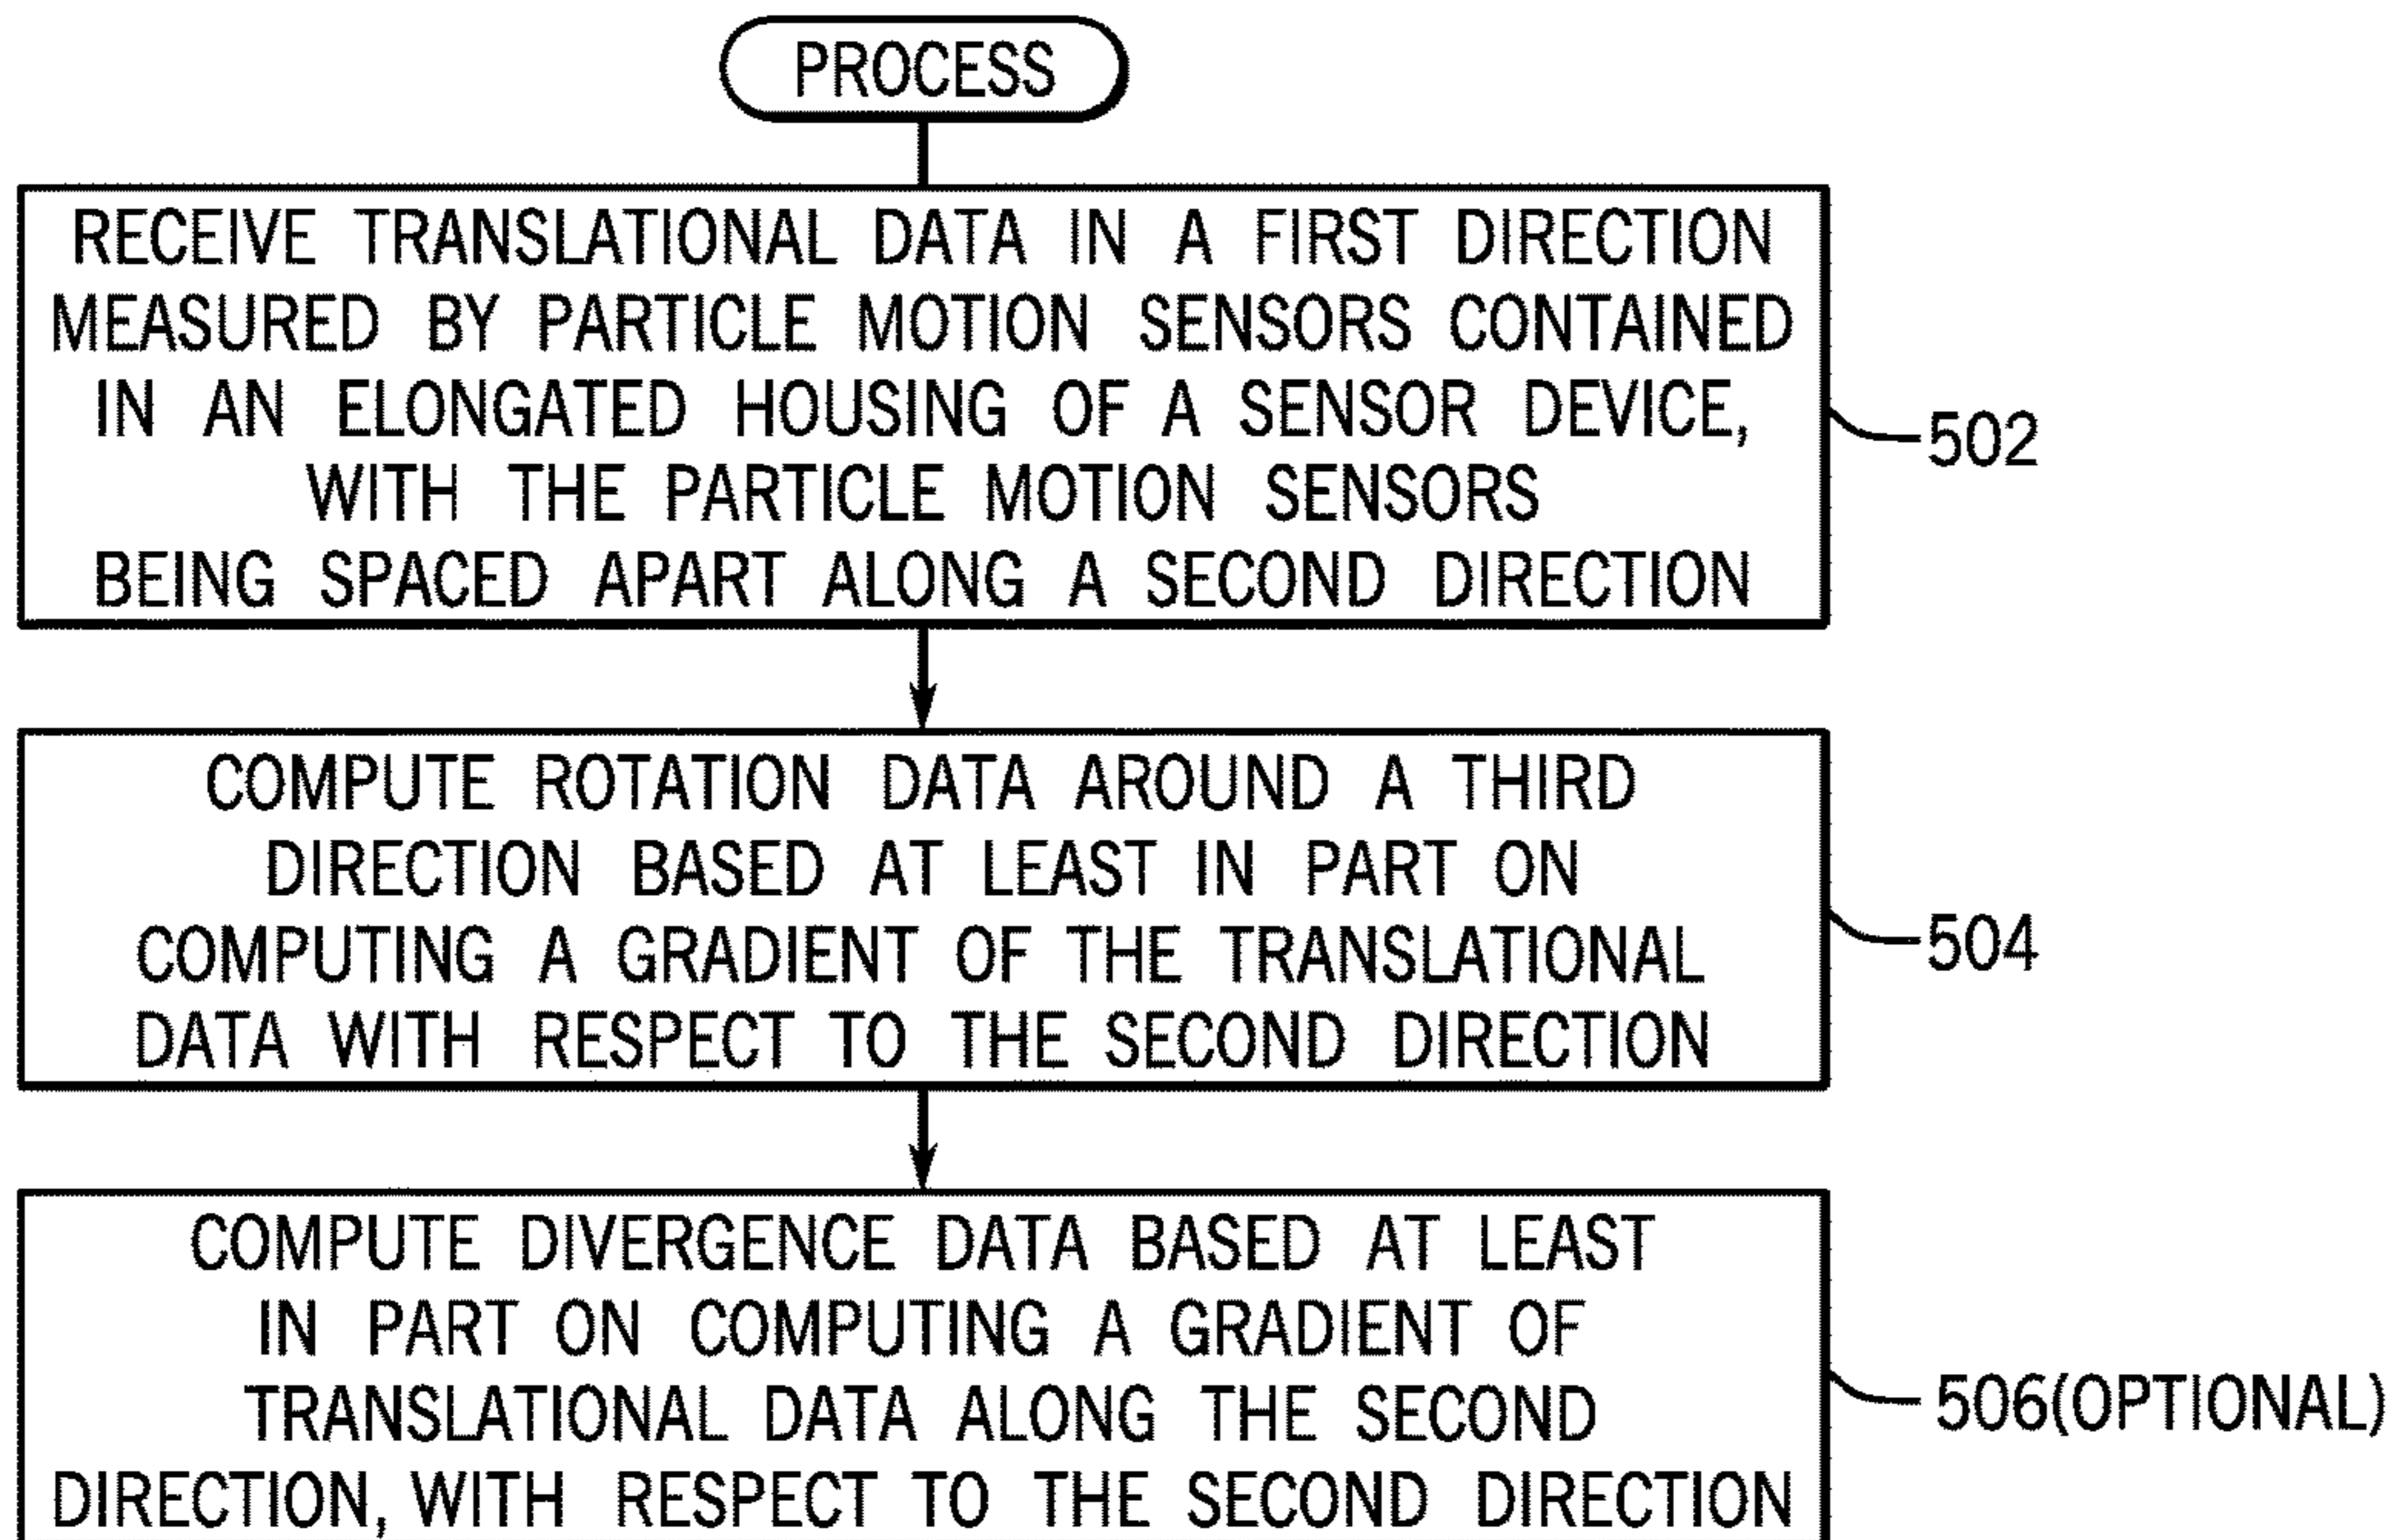 PROCESS
RECEIVE TRANSLATIONAL DATA IN A FIRST DIRECTION
MEASURED BY PARTICLE MOTION SENSORS CONTAINED
IN AN ELONGATED HOUSING OF A SENSOR DEVICE,
WITH THE PARTICLE MOTION SENSORS
BEING SPACED APART ALONG A SECOND DIRECTION
502
COMPUTE ROTATION DATA AROUND A THIRD
DIRECTION BASED AT LEAST IN PART ON
COMPUTING A GRADIENT OF THE TRANSLATIONAL
DATA WITH RESPECT TO THE SECOND DIRECTION
504
COMPUTE DIVERGENCE DATA BASED AT LEAST
IN PART ON COMPUTING A GRADIENT OF
TRANSLATIONAL DATA ALONG THE SECOND
DIRECTION, WITH RESPECT TO THE SECOND DIRECTION
506(OPTIONAL)